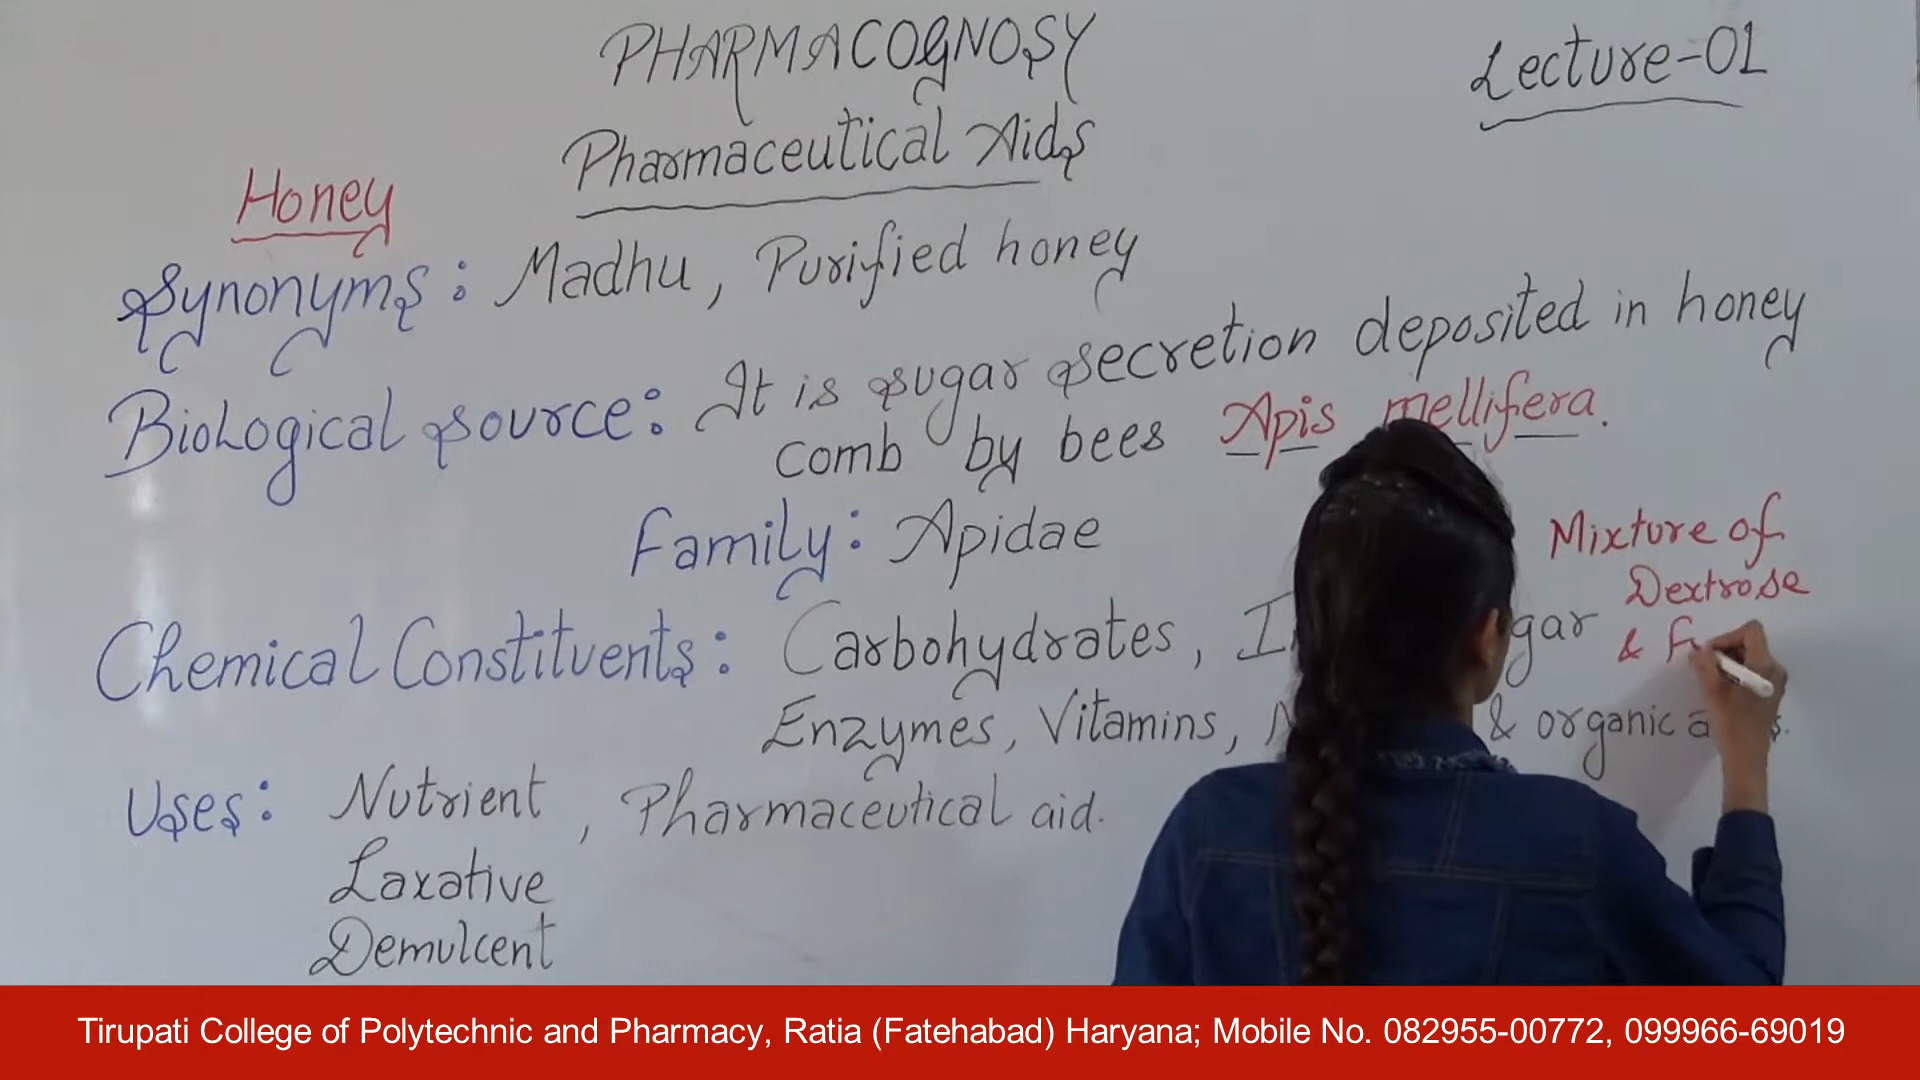 PHARMACOGNOSY
Lecture-01
Pharmaceutical Aids
Honey
Synonyms: Madhu, Purified honey
Biological source: It is sugar secretion deposited in honey
comb by bees Apis mellifera.
Family: Apidae
Mixture of
Dextrose
&
Chemical Constituents: Carbohydrates,
Enzymes, Vitamins, & organic
Uses: Nutrient, Pharmaceutical aid.
Laxative
Demulcent
Tirupati College of Polytechnic and Pharmacy, Ratia (Fatehabad) Haryana; Mobile No. 082955-00772, 099966-69019